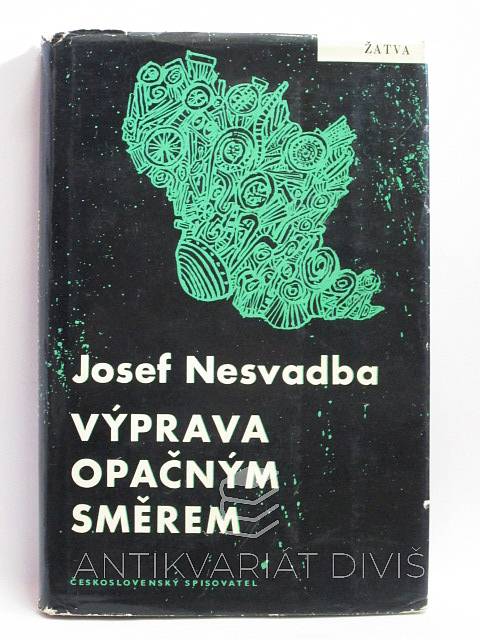 ŽATVA
Josef Nesvadba
VÝPRAVA
OPAČNÝM
SMĚREM
ANTIKVARIÁT DIVIŠ
ČESKOSLOVENSKÝ SPISOVATEL